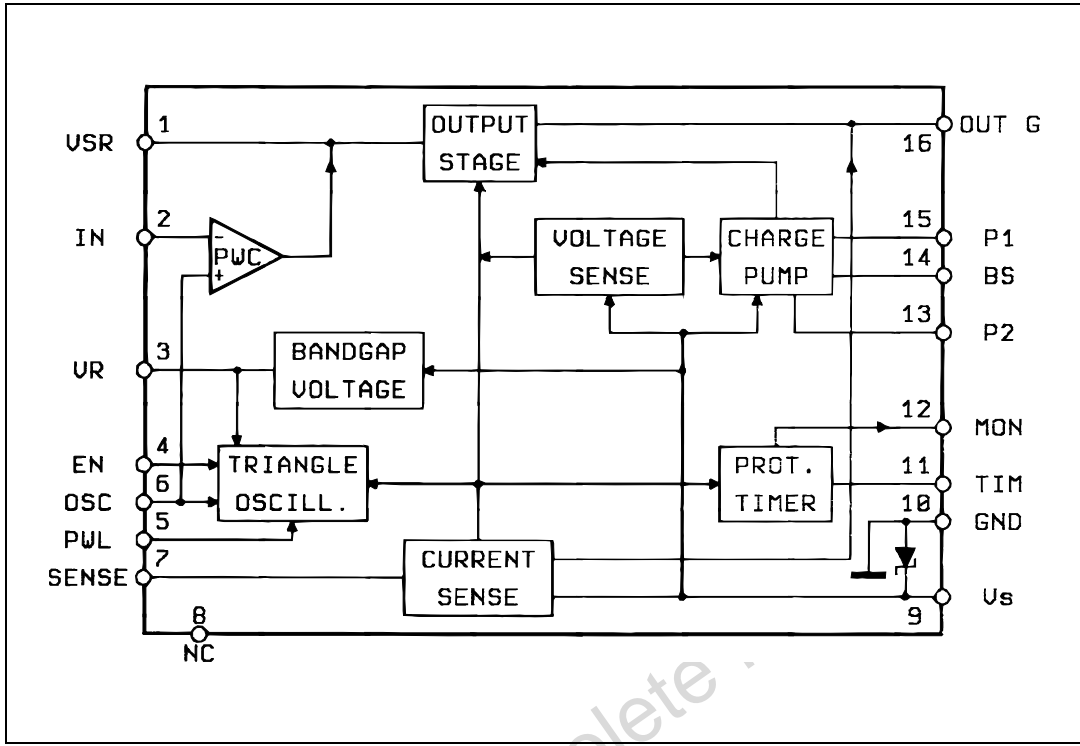 1
OUTPUT
STAGE
OUT G
16
VSR
2
IN
-
PWC
+
VOLTAGE
SENSE
CHARGE
PUMP
15
P1
14
BS
13
P2
3
VR
BANDGAP
VOLTAGE
12
MON
4
EN
TRIANGLE
OSCILL.
PROT.
TIMER
11
TIM
6
OSC
10
GND
5
PWL
7
SENSE
CURRENT
SENSE
Vs
9
8
NC
olete